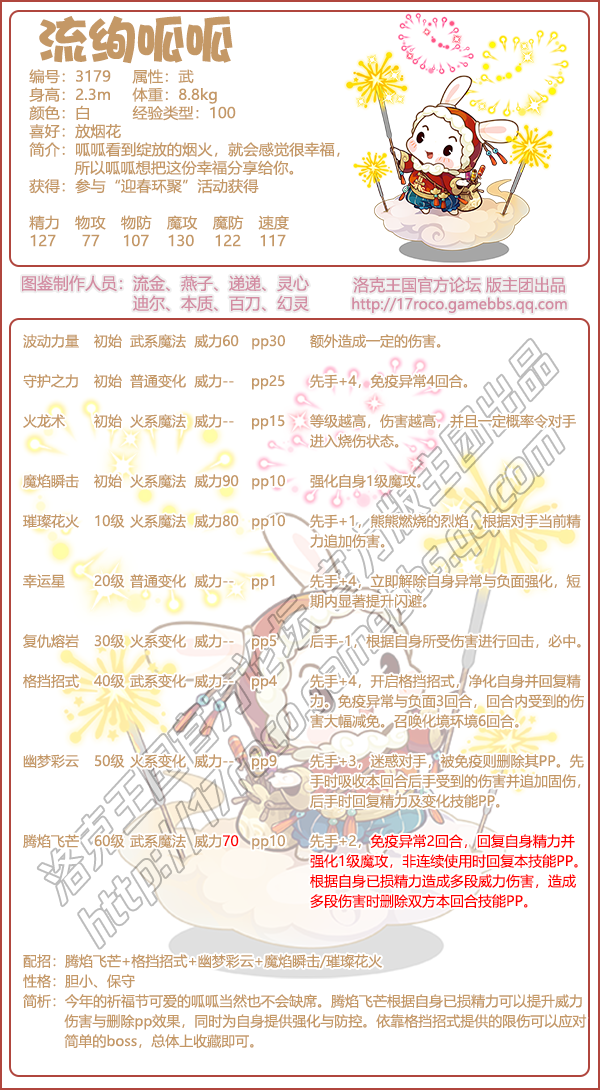 流绚呱呱
编号：3179 属性：武
身高：2.3m 体重：8.8kg
颜色：白 经验类型：100
喜好：放烟花
简介：呱呱看到绽放的烟火，就会感觉很幸福，
所以呱呱想把这份幸福分享给你。
获得：参与“迎春环聚”活动获得
精力 物攻 物防 魔攻 魔防 速度
127 77 107 130 122 117
图鉴制作人员：流金、燕子、递递、灵心
迪尔、本质、百刀、幻灵
洛克王国官方论坛 版主团出品
http://17roco.gamebbs.qq.com
波动力量 初始 武系魔法 威力60 pp30 额外造成一定的伤害。
守护之力 初始 普通变化 威力-- pp25 先手+4，免疫异常4回合。
火龙术 初始 火系魔法 威力-- pp15 等级越高，伤害越高，并且一定概率令对手
进入烧伤状态。
魔焰瞬击 初始 火系魔法 威力90 pp10 强化自身1级魔攻。
璀璨花火 10级 火系魔法 威力80 pp10 先手+1，熊熊燃烧的烈焰，根据对手当前精
力追加伤害。
幸运星 20级 普通变化 威力-- pp1 先手+4，立即解除自身异常与负面强化，短
期内显著提升闪避。
复仇熔岩 30级 火系变化 威力-- pp5 后手-1，根据自身所受伤害进行回击，必中。
格挡招式 40级 武系变化 威力-- pp4 先手+4，开启格挡招式，净化自身并回复精
力。免疫异常与负面3回合，回合内受到的伤
害大幅减免。召唤化境环境6回合。
幽梦彩云 50级 火系变化 威力-- pp9 先手+3，迷惑对手，被免疫则删除其PP。先
手时吸收本回合后手受到的伤害并追加固伤，
后手时回复精力及变化技能PP。
腾焰飞芒 60级 武系魔法 威力70 pp10 先手+2，免疫异常2回合，回复自身精力并
强化1级魔攻，非连续使用时回复本技能PP。
根据自身已损精力造成多段威力伤害，造成
多段伤害时删除双方本回合技能PP。
洛克王国官方论坛 官方版主团出品
http://17roco.gamebbs.qq.com
配招：腾焰飞芒+格挡招式+幽梦彩云+魔焰瞬击/璀璨花火
性格：胆小、保守
简析：今年的祈福节可爱的呱呱当然也不会缺席。腾焰飞芒根据自身已损精力可以提升威力
伤害与删除pp效果，同时为自身提供强化与防控。依靠格挡招式提供的限伤可以应对
简单的boss，总体上收藏即可。